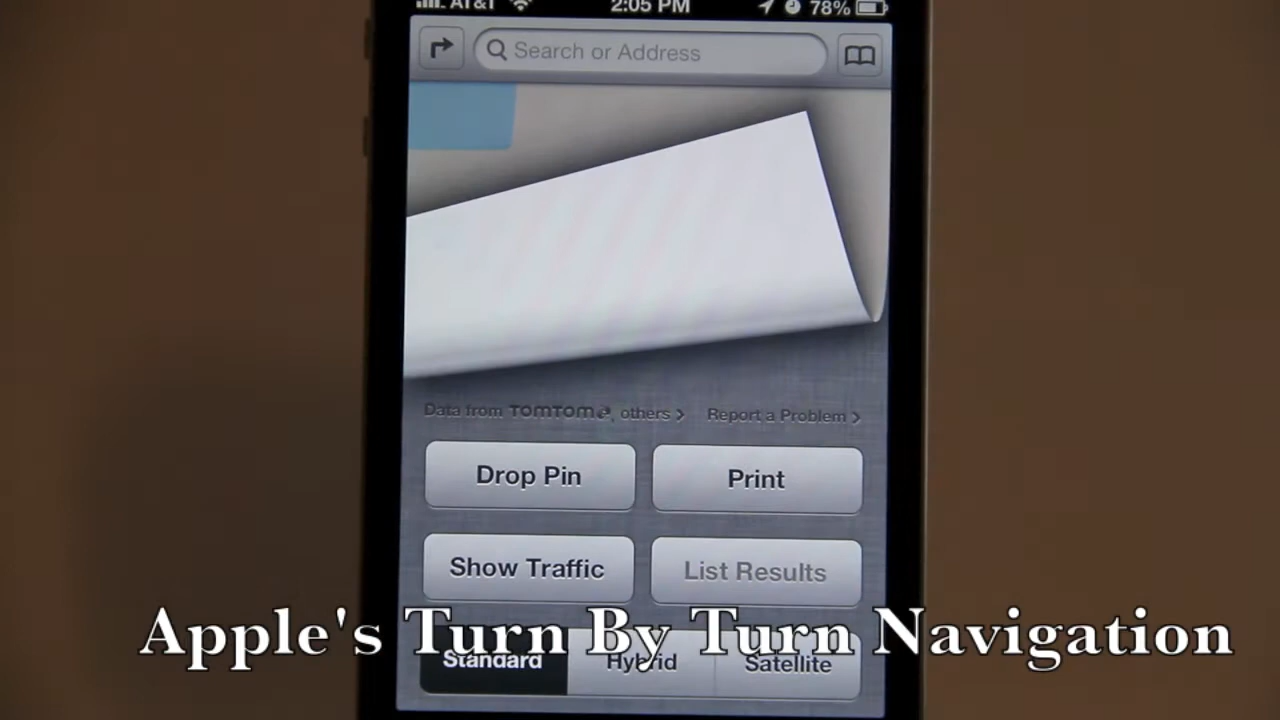 AT&T 2:05 PM 78%
Search or Address
Data from TOMTOM, others > Report a Problem >
Drop Pin Print
Show Traffic List Results
Apple's Turn By Turn Navigation
Standard Hybrid Satellite